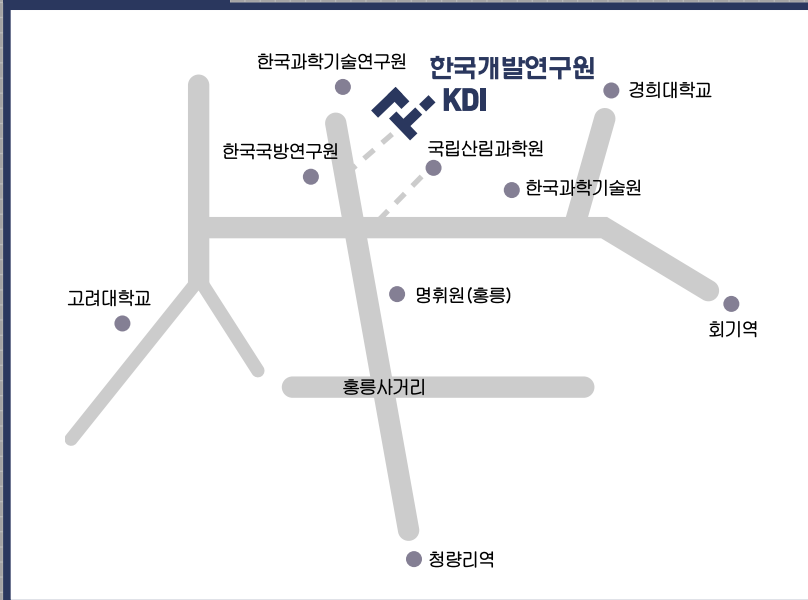 한국과학기술연구원
한국개발연구원
KDI
경희대학교
한국국방연구원
국립산림과학원
한국과학기술원
고려대학교
명휘원(홍릉)
회기역
홍릉사거리
청량리역